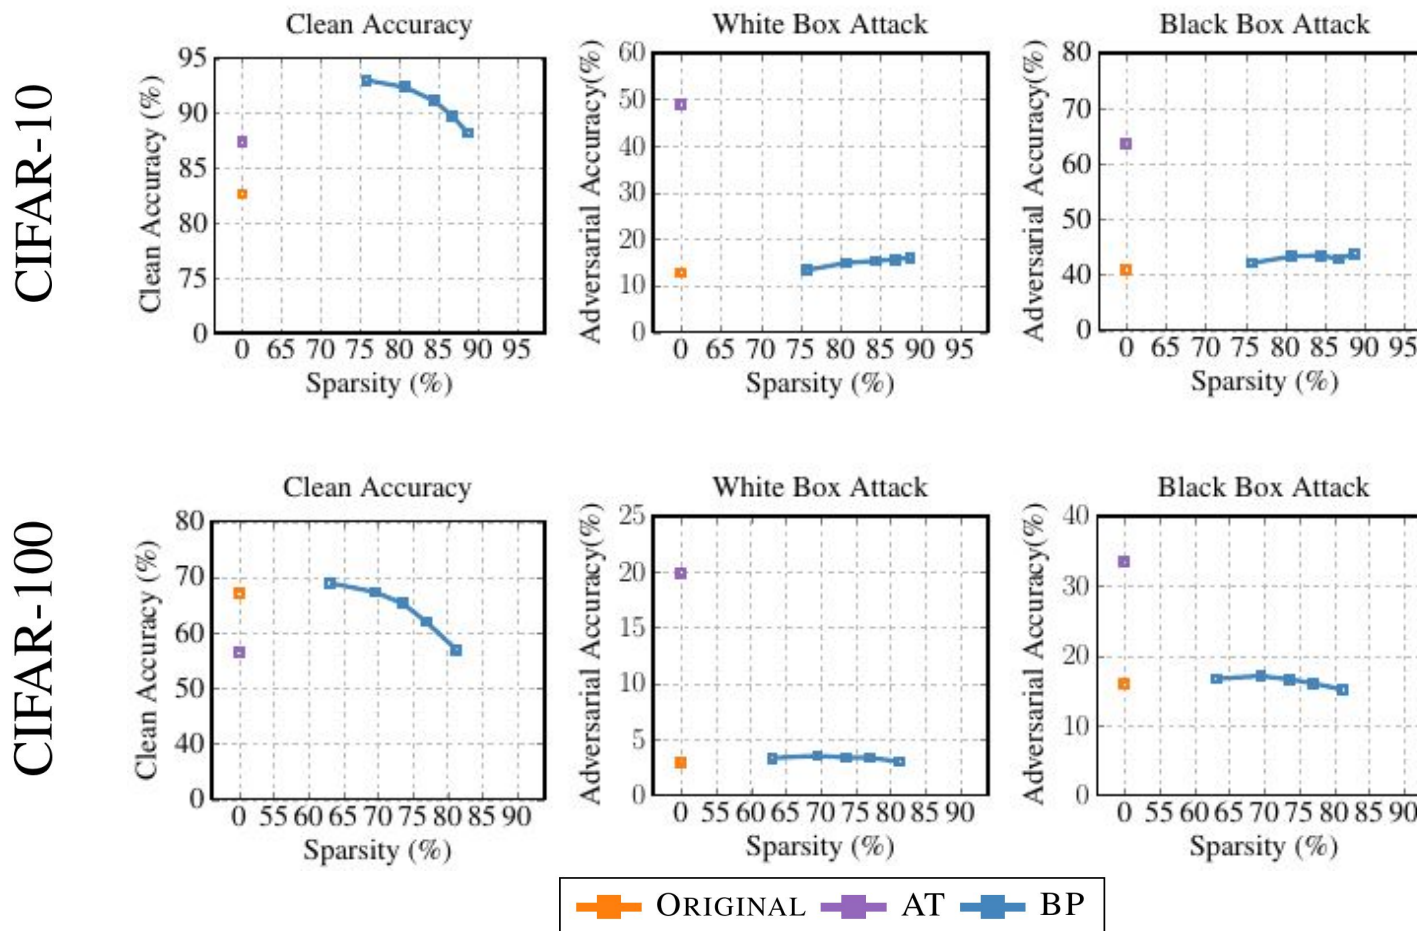 CIFAR-10
Clean Accuracy
White Box Attack
Black Box Attack
Clean Accuracy (%)
95
90
85
80
75
0
0 65 70 75 80 85 90 95
Sparsity (%)
Adversarial Accuracy(%)
60
50
40
30
20
10
0
0 65 70 75 80 85 90 95
Sparsity (%)
Adversarial Accuracy(%)
80
70
60
50
40
0
0 65 70 75 80 85 90 95
Sparsity (%)
CIFAR-100
Clean Accuracy
White Box Attack
Black Box Attack
Clean Accuracy (%)
80
70
60
50
40
0
0 55 60 65 70 75 80 85 90
Sparsity (%)
Adversarial Accuracy(%)
25
20
15
10
5
0
0 55 60 65 70 75 80 85 90
Sparsity (%)
Adversarial Accuracy(%)
40
30
20
10
0
0 55 60 65 70 75 80 85 90
Sparsity (%)
ORIGINAL AT BP